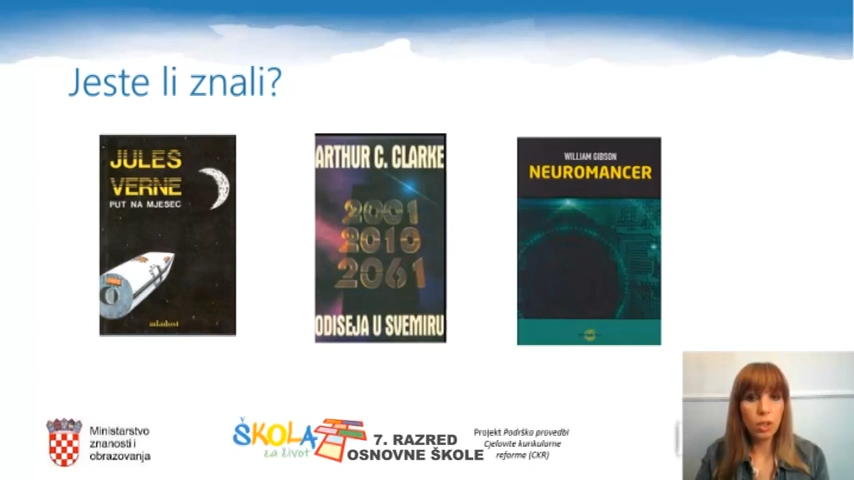 Jeste li znali?
JULES
VERNE
PUT NA MJESEC
mladost
ARTHUR C. CLARKE
2001
2010
2061
ODISEJA U SVEMIRU
WILLIAM GIBSON
NEUROMANCER
Ministarstvo
znanosti i
obrazovanja
ŠKOLA
za život
7. RAZRED
OSNOVNE ŠKOLE
Projekt Podrška provedbi
Cjelovite kurikularne
reforme (CKR)